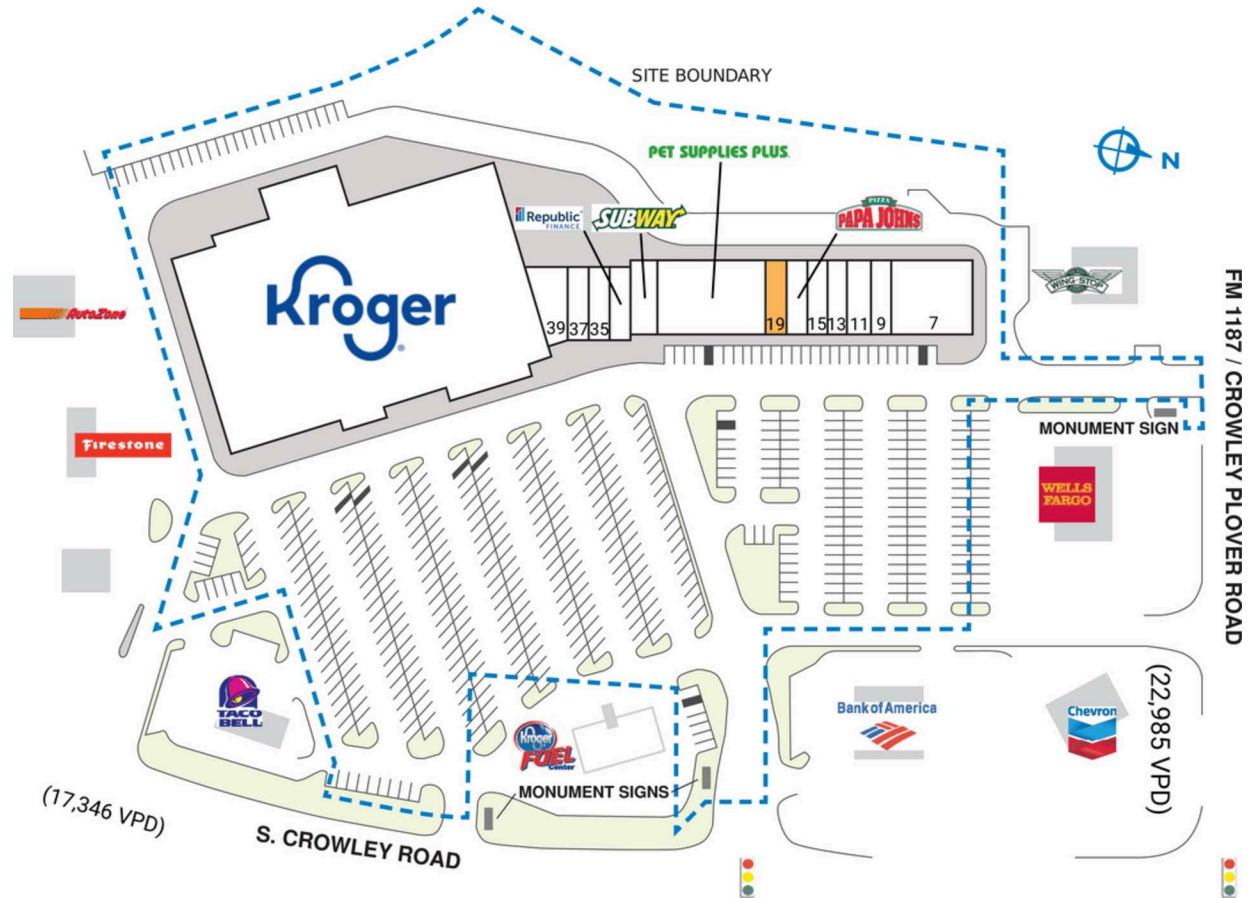 SITE BOUNDARY
PET SUPPLIES PLUS.
Republic
FINANCE
SUBWAY
PIZZA
PAPA JOHNS
N
Kroger
WING·STOP
AutoZone
39
37
35
19
15
13
11
9
7
FM 1187 / CROWLEY PLOVER ROAD
MONUMENT SIGN
Firestone
WELLS
FARGO
TACO
BELL
Kroger
FUEL
Center
Bank of America
Chevron
(22,985 VPD)
MONUMENT SIGNS
(17,346 VPD)
S. CROWLEY ROAD